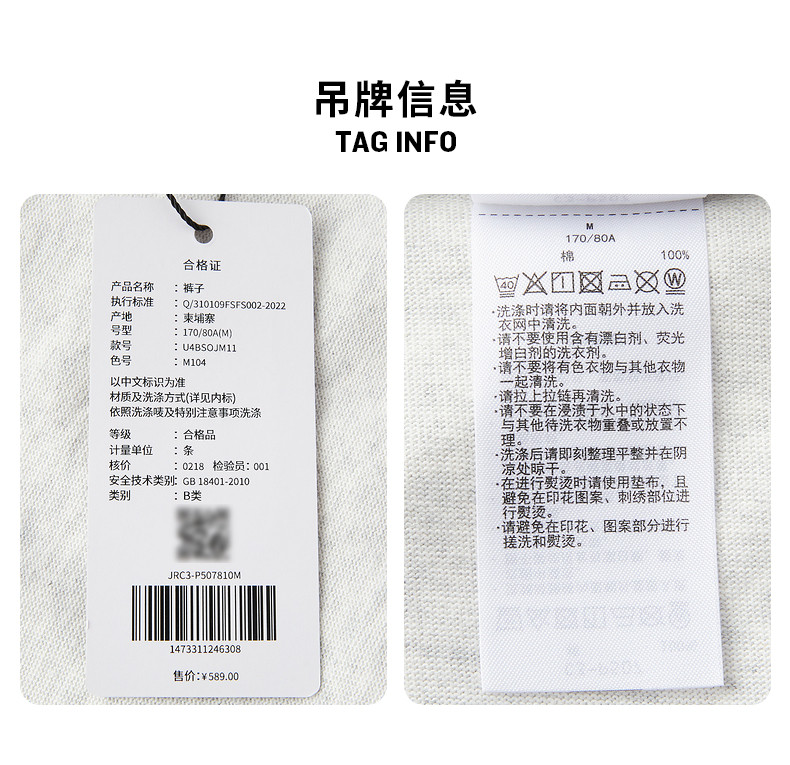 吊牌信息
TAG INFO
合格证
产品名称 : 裤子
执行标准 : Q/310109FSFS002-2022
产地 : 柬埔寨
号型 : 170/80A(M)
款号 : U4BSOJM11
色号 : M104
以中文标识为准
材质及洗涤方式(详见内标)
依照洗涤唛及特别注意事项洗涤
等级 : 合格品
计量单位 : 条
核价 : 0218 检验员: 001
安全技术类别: GB 18401-2010
类别 : B类
JRC3-P507810M
1473311246308
售价:¥589.00
M
170/80A
棉 100%
40
W
·洗涤时请将内面朝外并放入洗
衣网中清洗。
·请不要使用含有漂白剂、荧光
增白剂的洗衣剂。
·请不要将有色衣物与其他衣物
一起清洗。
·请拉上拉链再清洗。
·请不要在浸渍于水中的状态下
与其他待洗衣物重叠或放置不
理。
·洗涤后请即刻整理平整并在阴
凉处晾干。
·在进行熨烫时请使用垫布，且
避免在印花图案、刺绣部位进
行熨烫。
·请避免在印花、图案部分进行
搓洗和熨烫。